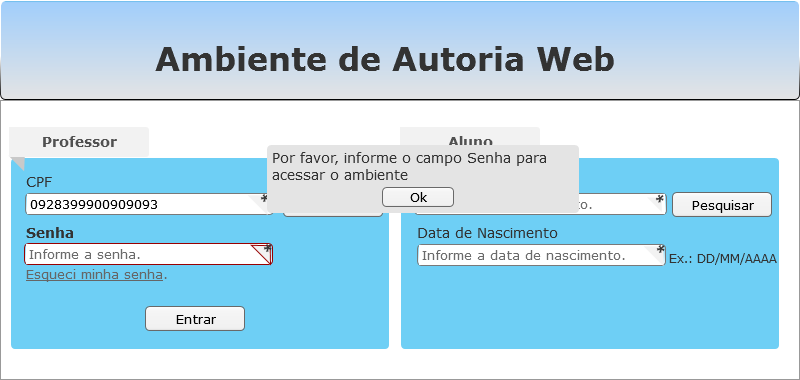 Ambiente de Autoria Web
Professor
Aluno
Por favor, informe o campo Senha para
acessar o ambiente
Ok
CPF
0928399900909093 *
Senha
Informe a senha. *
Esqueci minha senha.
Entrar
nto. *
Pesquisar
Data de Nascimento
Informe a data de nascimento. *
Ex.: DD/MM/AAAA